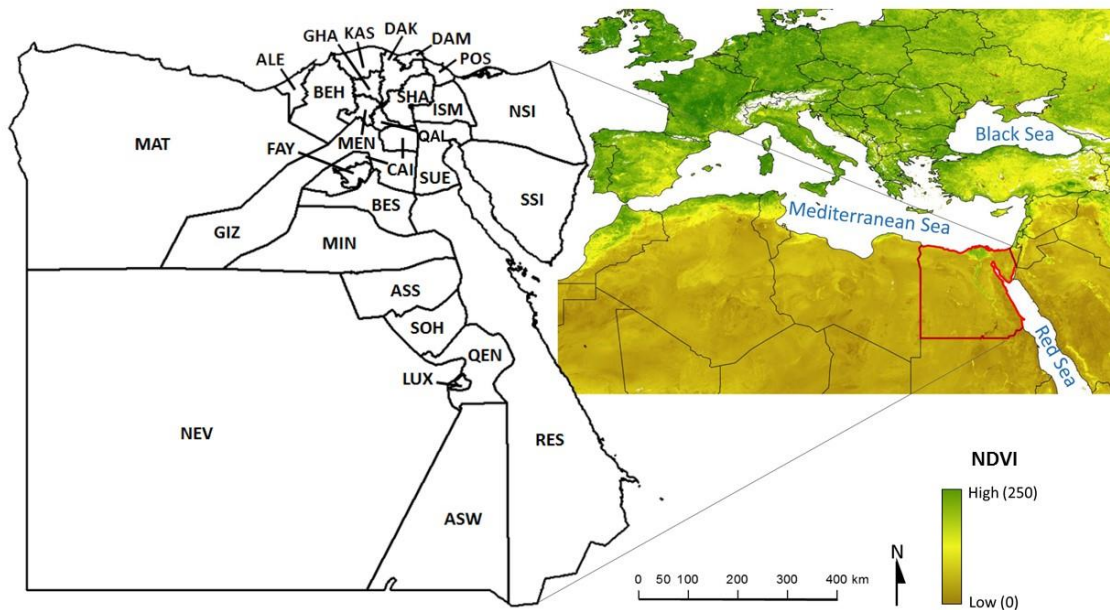 KAS
DAK
GHA
DAM
ALE
POS
BEH
SHA
ISM
NSI
MAT
QAL
MEN
FAY
CAI
SUE
SSI
BES
GIZ
MIN
ASS
SOH
QEN
LUX
NEV
RES
ASW
Black Sea
Mediterranean Sea
Red Sea
NDVI
High (250)
Low (0)
N
0 50 100 200 300 400 km